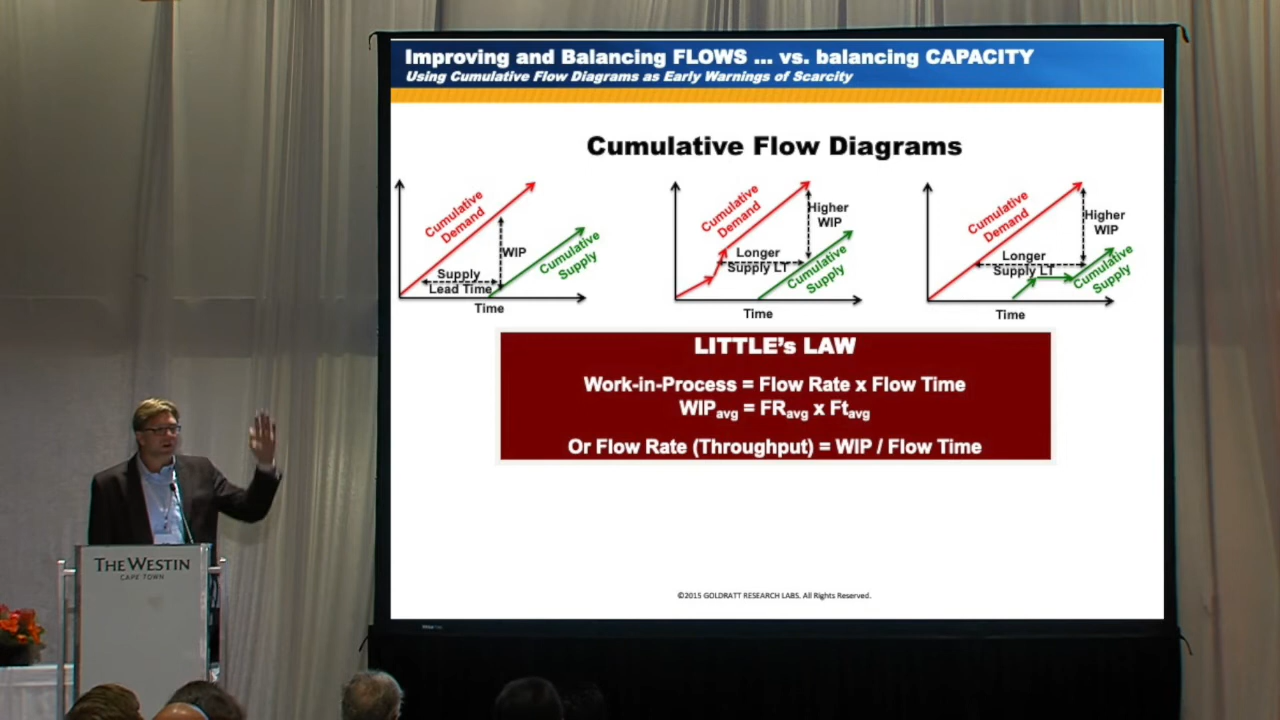 Improving and Balancing FLOWS ... vs. balancing CAPACITY
Using Cumulative Flow Diagrams as Early Warnings of Scarcity
Cumulative Flow Diagrams
Cumulative
Demand
WIP
Supply
Lead Time
Cumulative
Supply
Time
Cumulative
Demand
Higher
WIP
Longer
Supply LT
Cumulative
Supply
Time
Cumulative
Demand
Higher
WIP
Longer
Supply LT
Cumulative
Supply
Time
LITTLE's LAW
Work-in-Process = Flow Rate x Flow Time
WIPavg = FRavg x Ftavg
Or Flow Rate (Throughput) = WIP / Flow Time
©2015 GOLDRATT RESEARCH LABS. All Rights Reserved.
THE WESTIN
CAPE TOWN